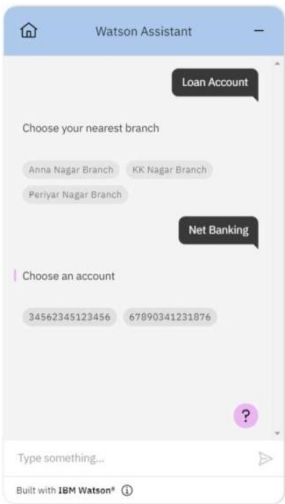 Watson Assistant
Loan Account
Choose your nearest branch
Anna Nagar Branch KK Nagar Branch
Periyar Nagar Branch
Net Banking
Choose an account
34562345123456 67890341231876
?
Type something...
Built with IBM Watson®